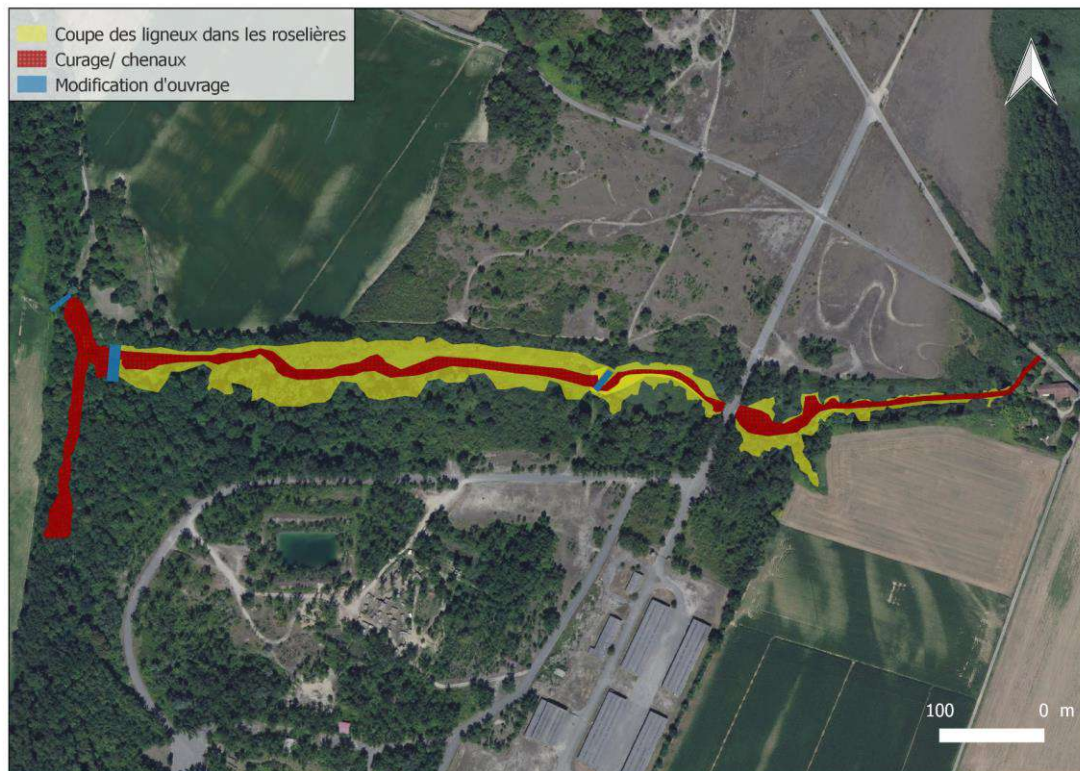 Coupe des ligneux dans les roselières
Curage/ chenaux
Modification d'ouvrage
100 0 m